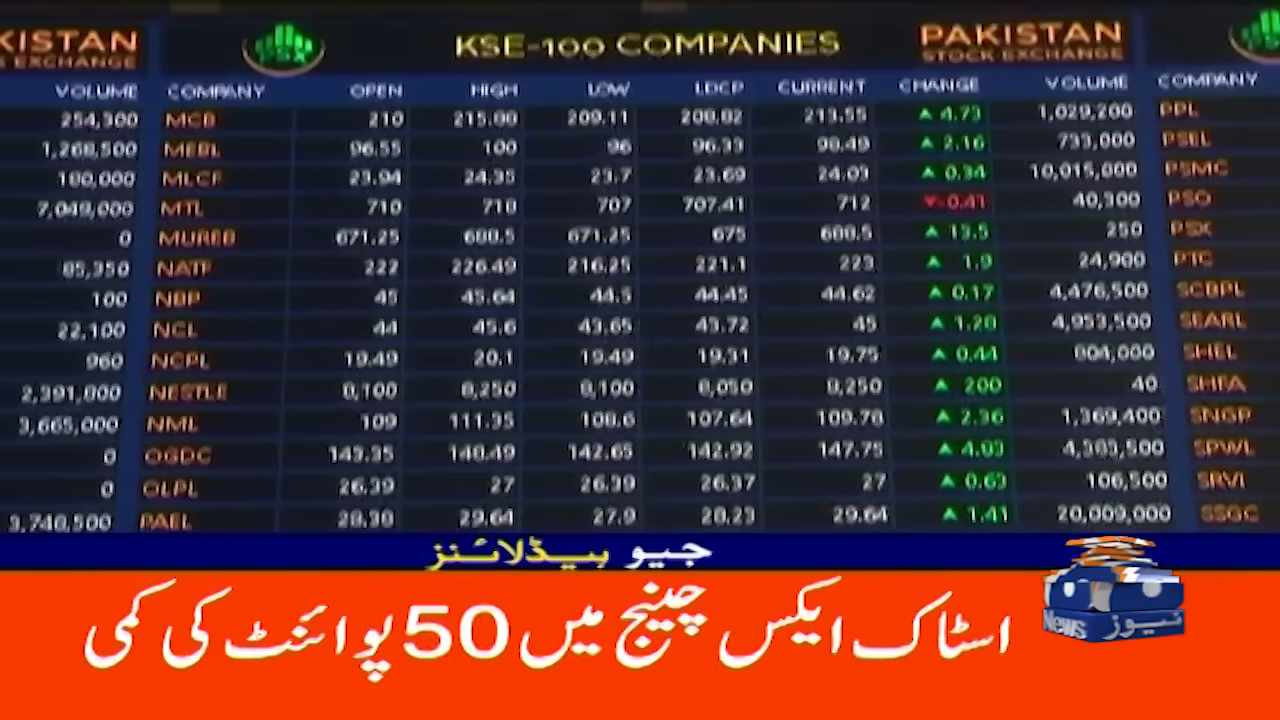 KISTAN KSE-100 COMPANIES PAKISTAN
EXCHANGE PSX STOCK EXCHANGE
VOLUME COMPANY OPEN HIGH LOW LDCP CURRENT CHANGE VOLUME COMPANY
254,300 MCB 210 209.11 208.82 213.55 4.73 1,029,200 PPL
1,268,500 MEBL 96.55 100 96 96.33 98.49 2.16 733,000 PSEL
180,000 MLCF 23.94 24.35 23.7 23.69 24.03 0.34 10,015,000 PSMC
7,048,000 MTL 710 718 707 707.41 712 -0.41 40,300 PSO
0 MUREB 671.25 688.5 671.25 675 688.5 13.5 250 PSX
85,350 NATF 222 226.49 216.25 221.1 223 1.9 24,900 PTC
100 NBP 45 45.64 44.5 44.45 44.62 0.17 4,476,500 SCBPL
22,100 NCL 44 45.6 43.65 43.72 45 1.28 4,953,500 SEARL
960 NCPL 19.49 20.1 19.49 19.31 19.75 0.44 804,000 SHEL
2,391,000 NESTLE 8,100 8,250 8,100 8,050 8,250 200 40 SHFA
3,665,000 NML 109 111.35 108.6 107.64 109.78 2.36 1,369,400 SNGP
0 OGDC 143.35 148.49 142.65 142.92 147.75 4.83 4,383,500 SPWL
0 OLPL 26.39 27 26.39 26.37 27 0.63 106,500 SRVI
3,748,500 PAEL 28.38 29.64 27.9 28.23 29.64 1.41 20,009,000 SSGC
جیو ہیڈلائنز
اسٹاک ایکس چینج میں 50 پوائنٹ کی کمی
News نیوز